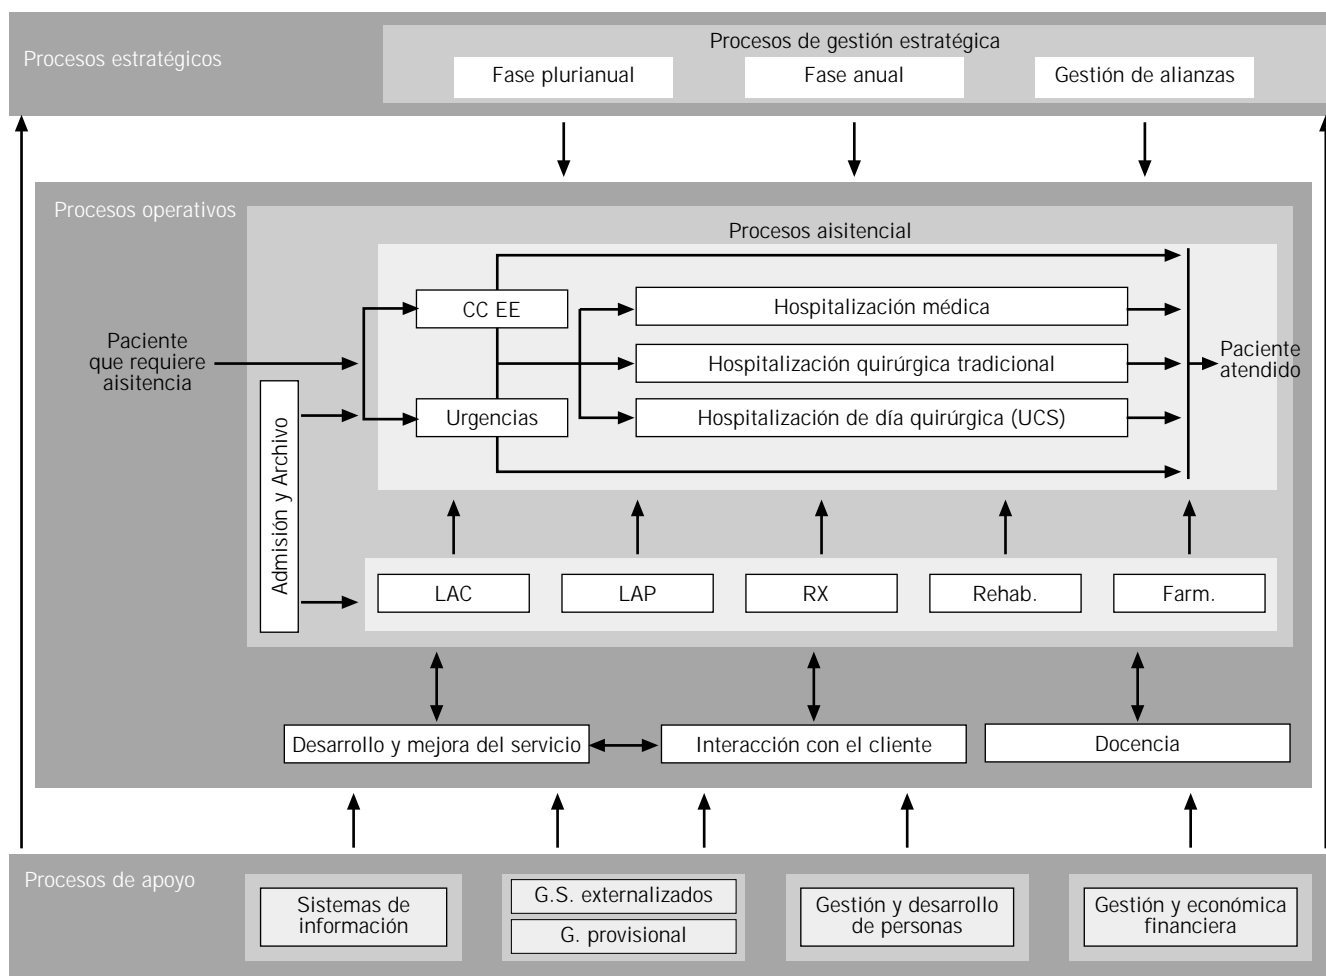 Procesos estratégicos
Procesos de gestión estratégica
Fase plurianual
Fase anual
Gestión de alianzas
Procesos operativos
Procesos aisitencial
CC EE
Hospitalización médica
Paciente
que requiere
aisitencia
Hospitalización quirúrgica tradicional
Paciente
atendido
Urgencias
Hospitalización de día quirúrgica (UCS)
Admisión y Archivo
LAC
LAP
RX
Rehab.
Farm.
Desarrollo y mejora del servicio
Interacción con el cliente
Docencia
Procesos de apoyo
Sistemas de
información
G.S. externalizados
G. provisional
Gestión y desarrollo
de personas
Gestión y económica
financiera